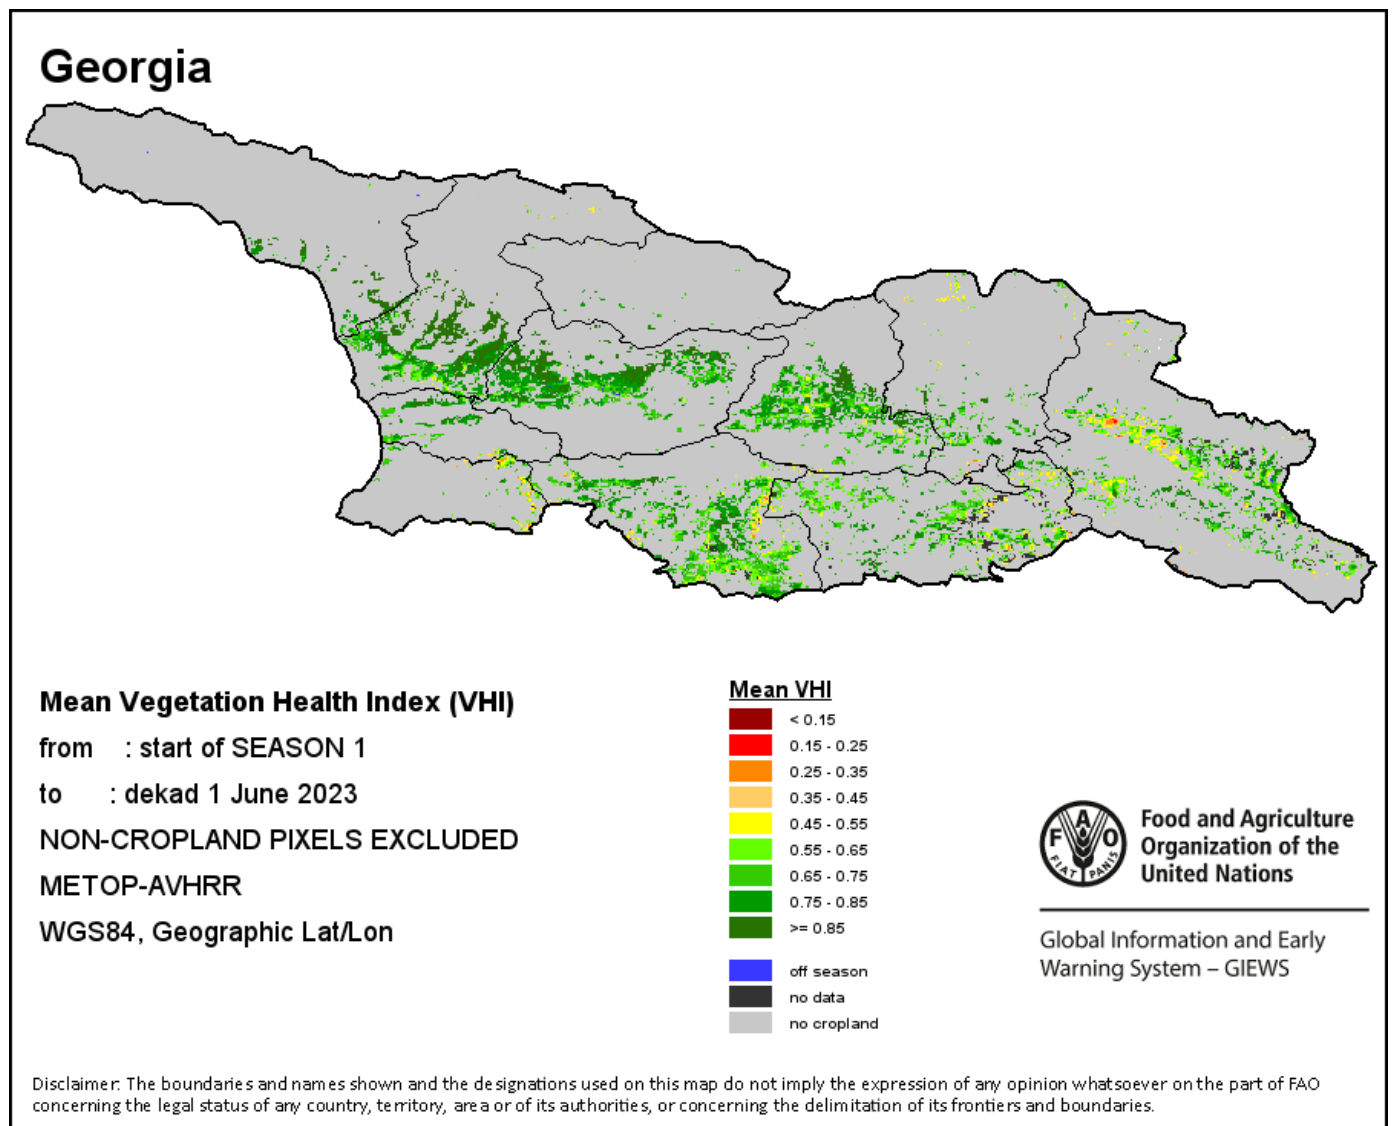 Georgia
Mean Vegetation Health Index (VHI)
from : start of SEASON 1
to : dekad 1 June 2023
NON-CROPLAND PIXELS EXCLUDED
METOP-AVHRR
WGS84, Geographic Lat/Lon
Mean VHI
< 0.15
0.15 - 0.25
0.25 - 0.35
0.35 - 0.45
0.45 - 0.55
0.55 - 0.65
0.65 - 0.75
0.75 - 0.85
>= 0.85
off season
no data
no cropland
F A O
FIAT PANIS
Food and Agriculture
Organization of the
United Nations
Global Information and Early
Warning System – GIEWS
Disclaimer: The boundaries and names shown and the designations used on this map do not imply the expression of any opinion whatsoever on the part of FAO
concerning the legal status of any country, territory, area or of its authorities, or concerning the delimitation of its frontiers and boundaries.